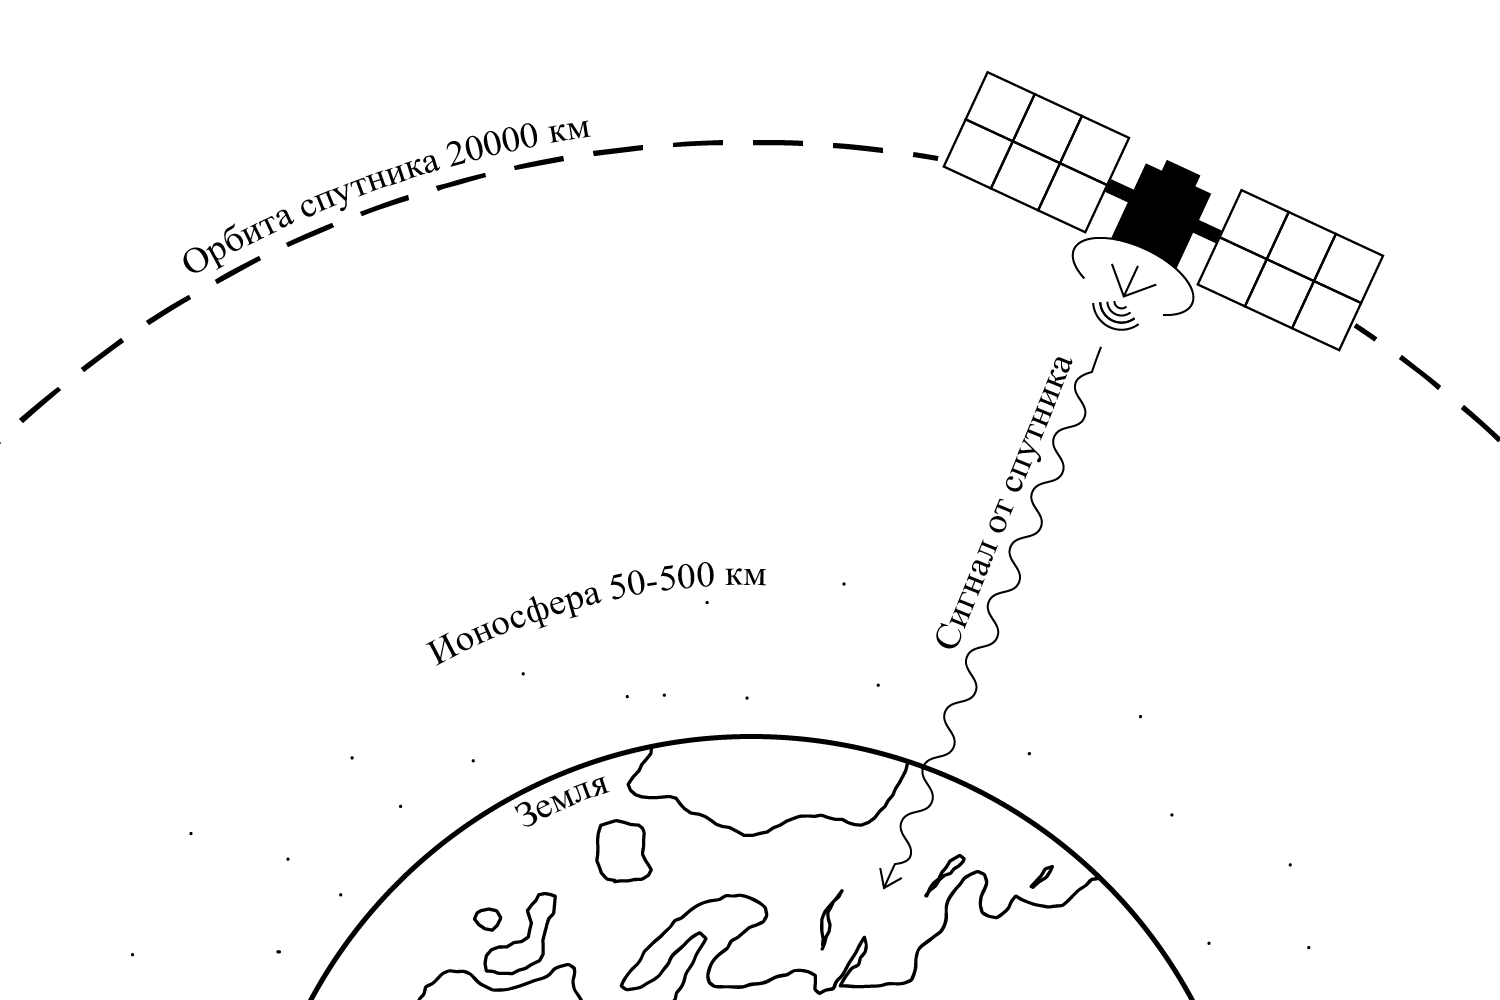 Орбита спутника 20000 км
Сигнал от спутника
Ионосфера 50-500 км
Земля